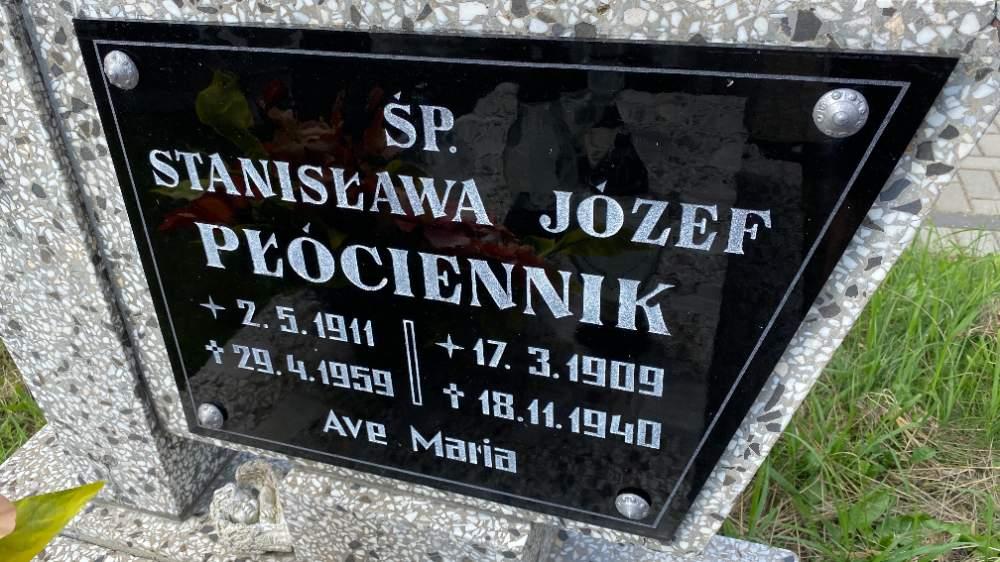 ŚP.
STANISŁAWA JÓZEF
PŁÓCIENNIK
2.5.1911 17.3.1909
✝29.4.1959 ✝18.11.1940
Ave Maria